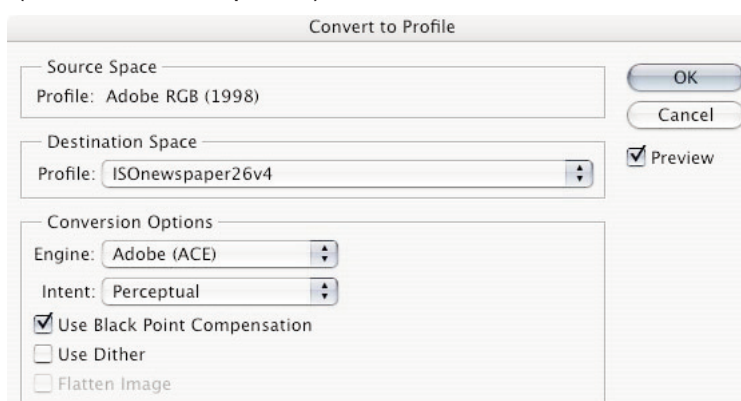 Convert to Profile
Source Space
Profile: Adobe RGB (1998)
OK
Cancel
Destination Space
Preview
Profile: ISOnewspaper26v4
Conversion Options
Engine: Adobe (ACE)
Intent: Perceptual
Use Black Point Compensation
Use Dither
Flatten Image